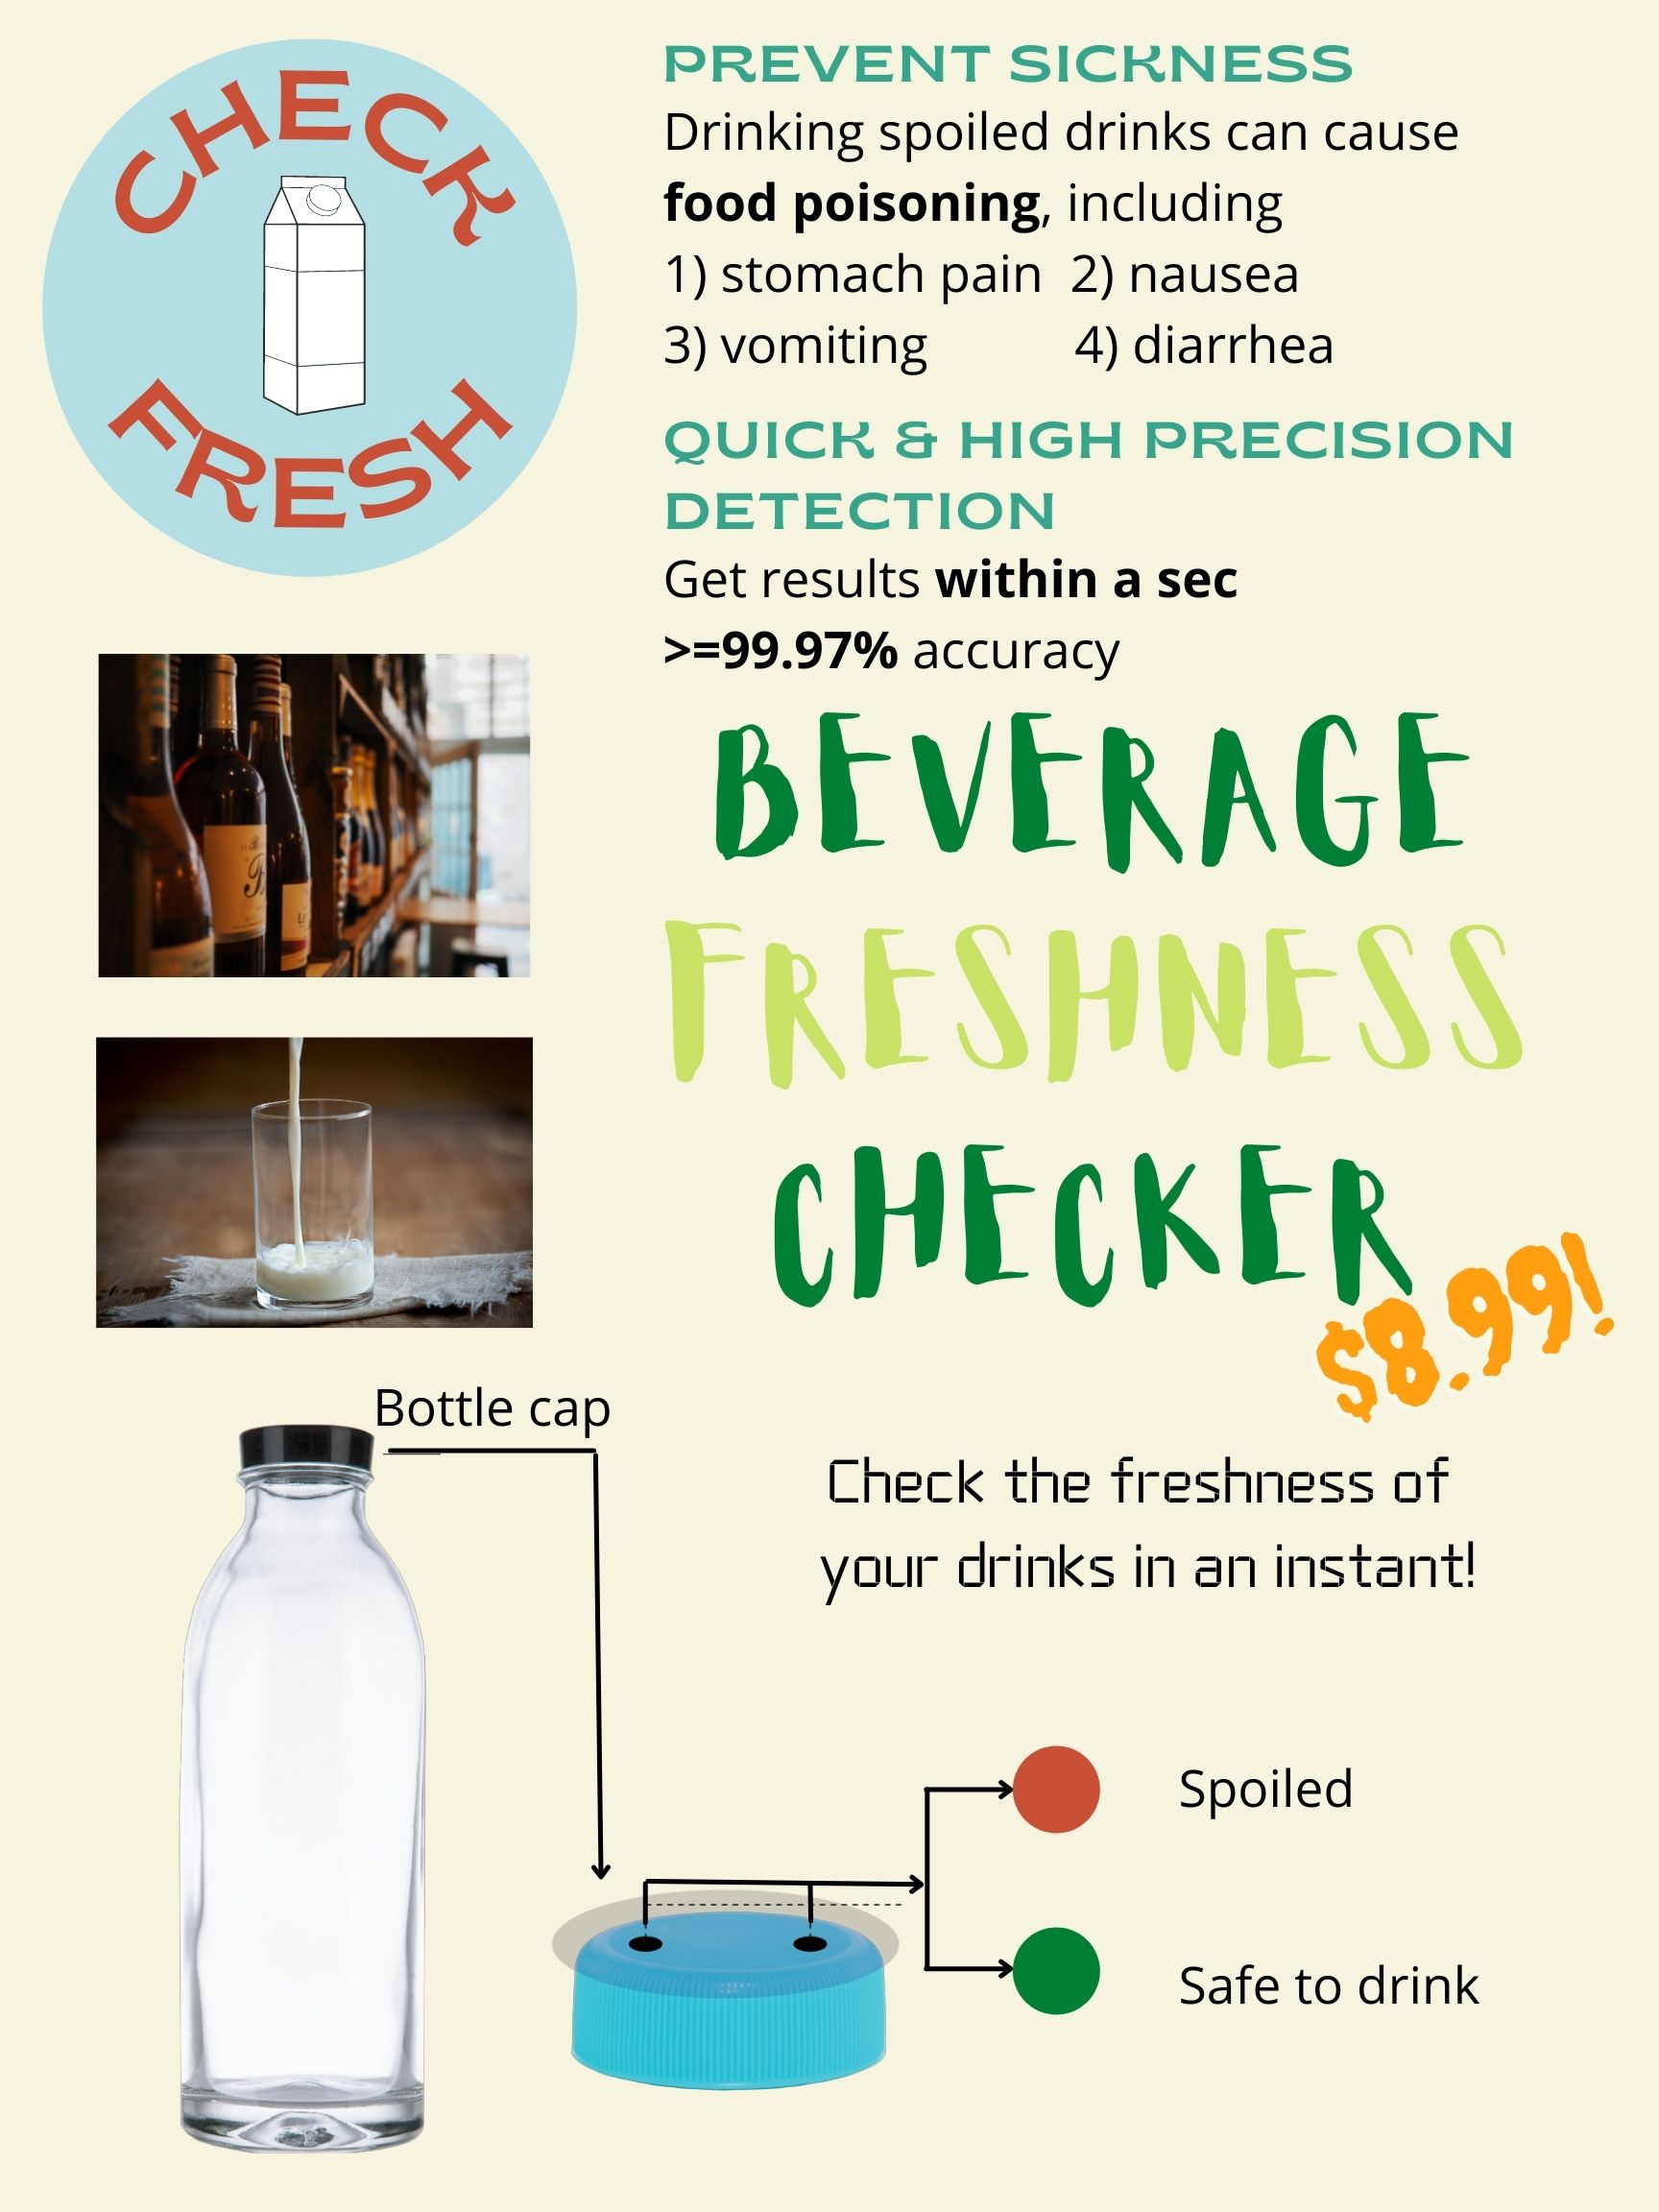 CHECK
FRESH
PREVENT SICKNESS
Drinking spoiled drinks can cause
food poisoning, including
1) stomach pain 2) nausea
3) vomiting 4) diarrhea
QUICK & HIGH PRECISION
DETECTION
Get results within a sec
>=99.97% accuracy
BEVERAGE
FRESHNESS
CHECKER
$8.99!
Bottle cap
Check the freshness of
your drinks in an instant!
Spoiled
Safe to drink